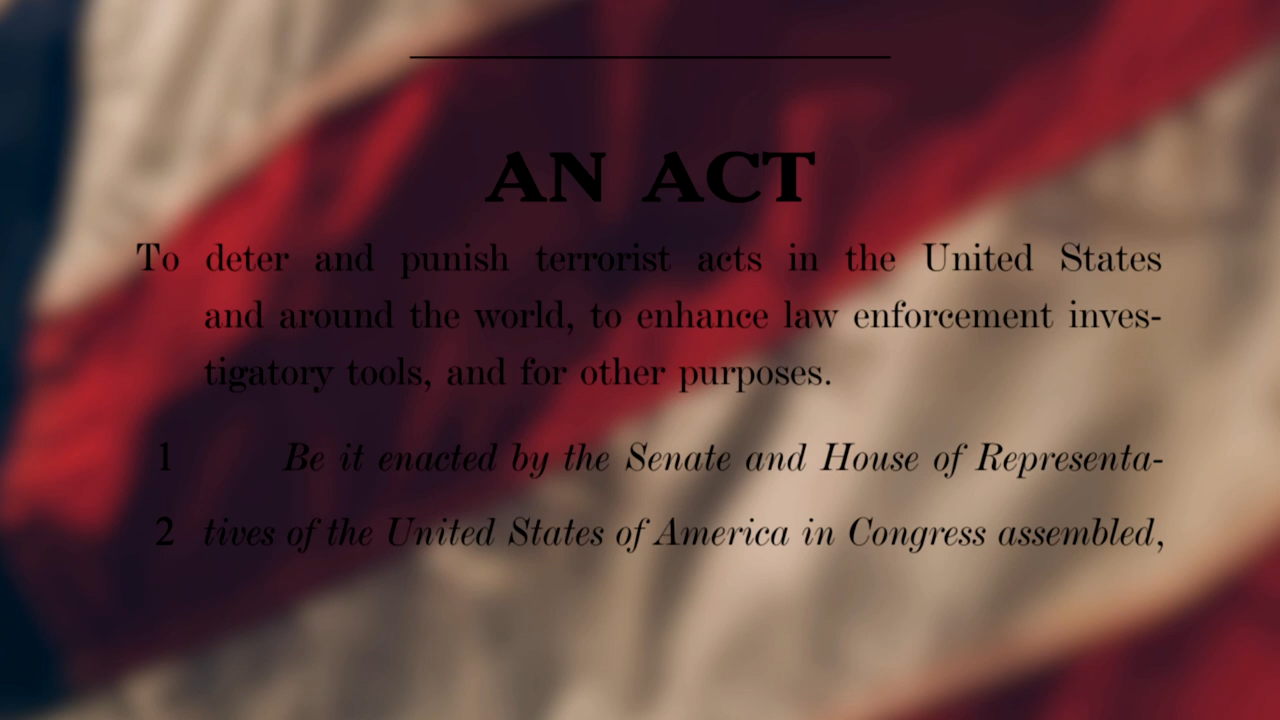 AN ACT
To deter and punish terrorist acts in the United States
and around the world, to enhance law enforcement inves-
tigatory tools, and for other purposes.
1 Be it enacted by the Senate and House of Representa-
2 tives of the United States of America in Congress assembled,